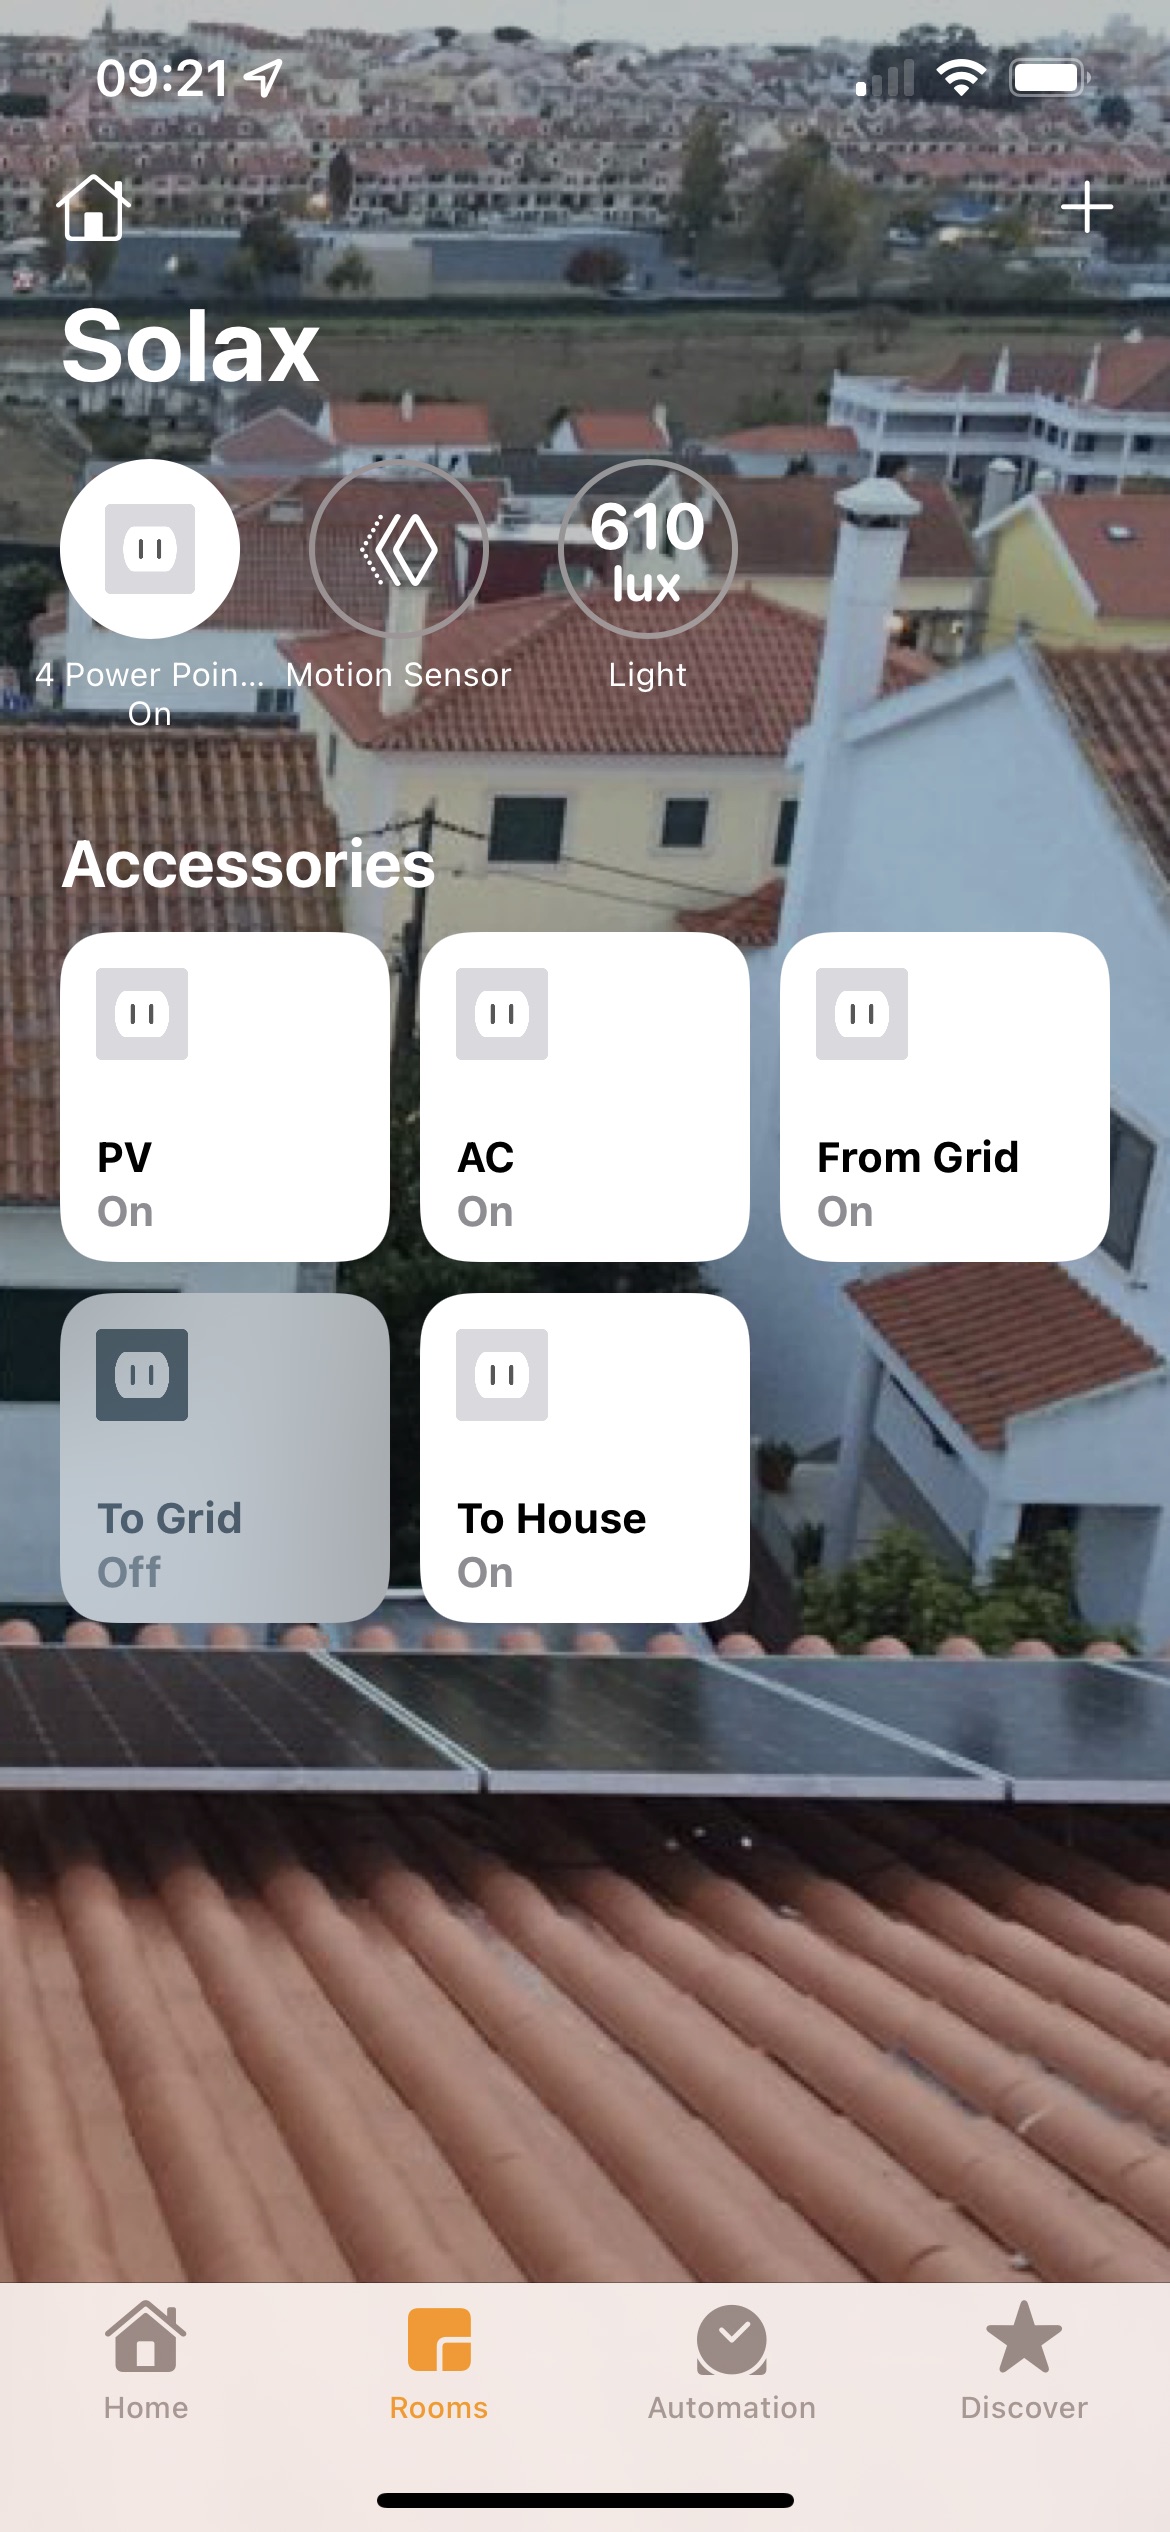 09:21
Solax
610
lux
4 Power Poin... Motion Sensor Light
On
Accessories
PV AC From Grid
On On On
To Grid To House
Off On
Home Rooms Automation Discover